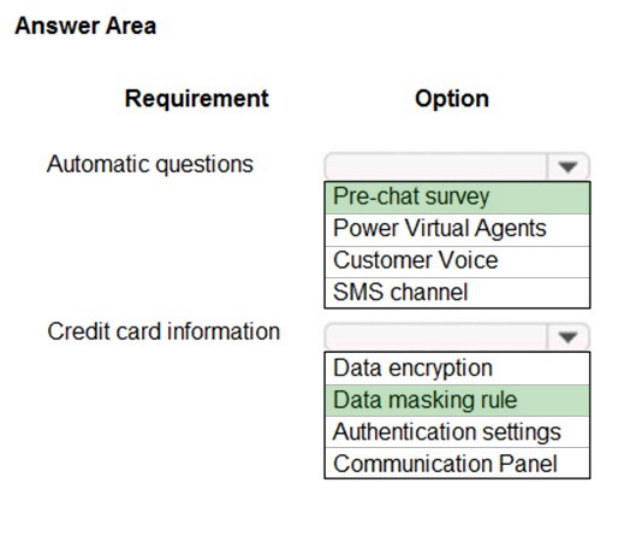 Answer Area
Requirement Option
Automatic questions
Pre-chat survey
Power Virtual Agents
Customer Voice
SMS channel
Credit card information
Data encryption
Data masking rule
Authentication settings
Communication Panel